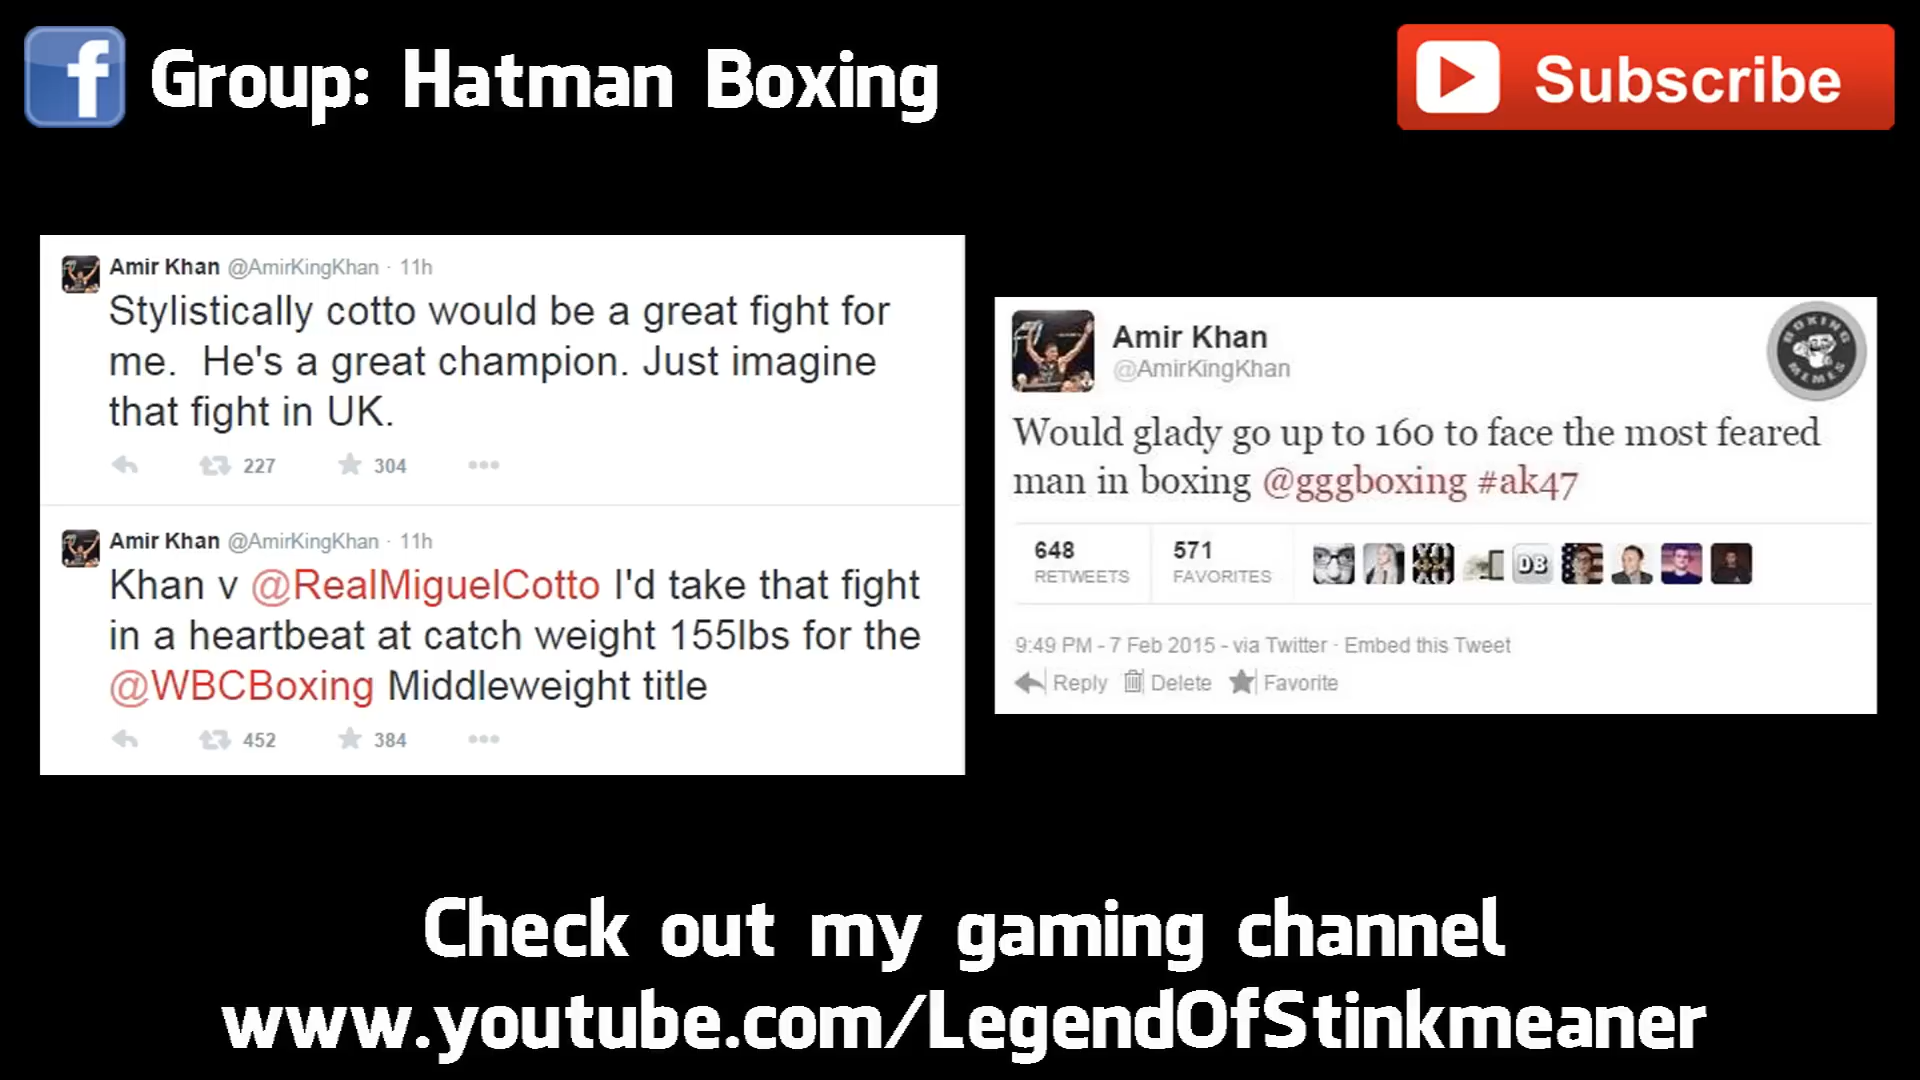 f Group: Hatman Boxing
Subscribe
Amir Khan @AmirKingKhan · 11h
Stylistically cotto would be a great fight for
me. He's a great champion. Just imagine
that fight in UK.
227 304 •••
Amir Khan @AmirKingKhan · 11h
Khan v @RealMiguelCotto I'd take that fight
in a heartbeat at catch weight 155lbs for the
@WBCBoxing Middleweight title
452 384 •••
BOXING
MEMES
Amir Khan
@AmirKingKhan
Would glady go up to 160 to face the most feared
man in boxing @gggboxing #ak47
648 571
RETWEETS FAVORITES
DB
9:49 PM - 7 Feb 2015 - via Twitter · Embed this Tweet
Reply Delete Favorite
Check out my gaming channel
www.youtube.com/LegendOfStinkmeaner